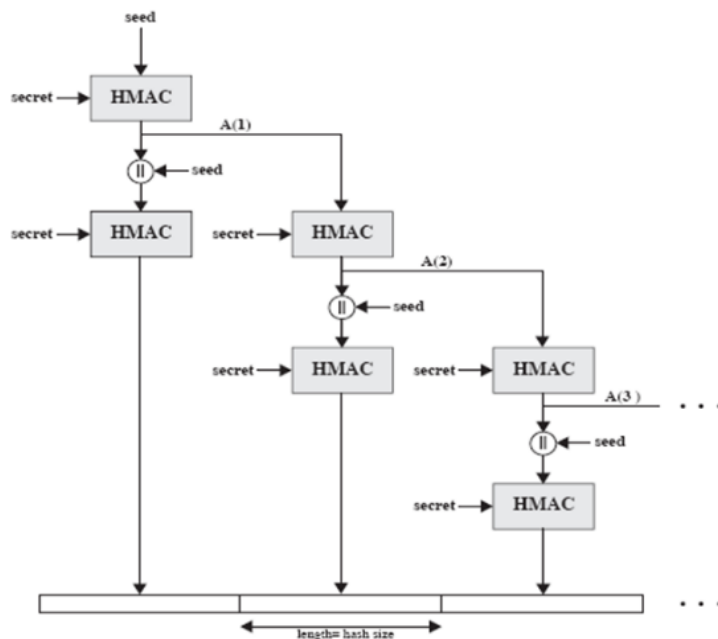 seed
secret HMAC
A(1)
|| seed
secret HMAC secret HMAC
A(2)
|| seed
secret HMAC secret HMAC
A(3 ) . . .
|| seed
secret HMAC
. . .
length= hash size